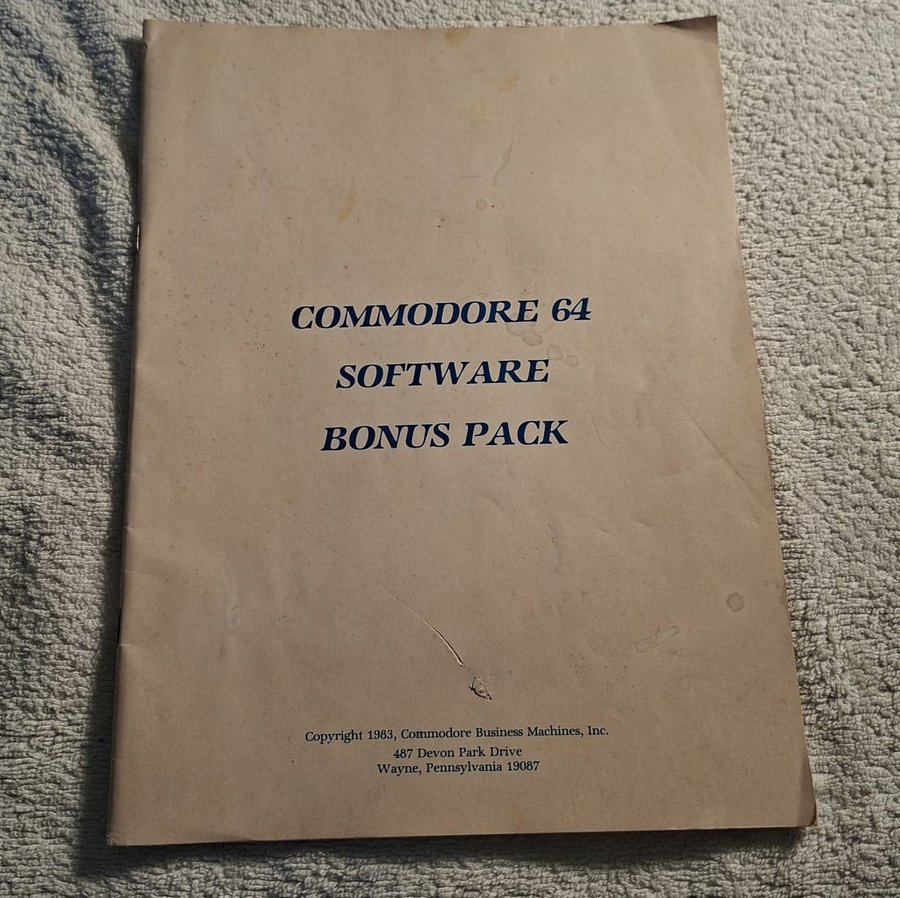 COMMODORE 64
SOFTWARE
BONUS PACK
Copyright 1983, Commodore Business Machines, Inc.
487 Devon Park Drive
Wayne, Pennsylvania 19087